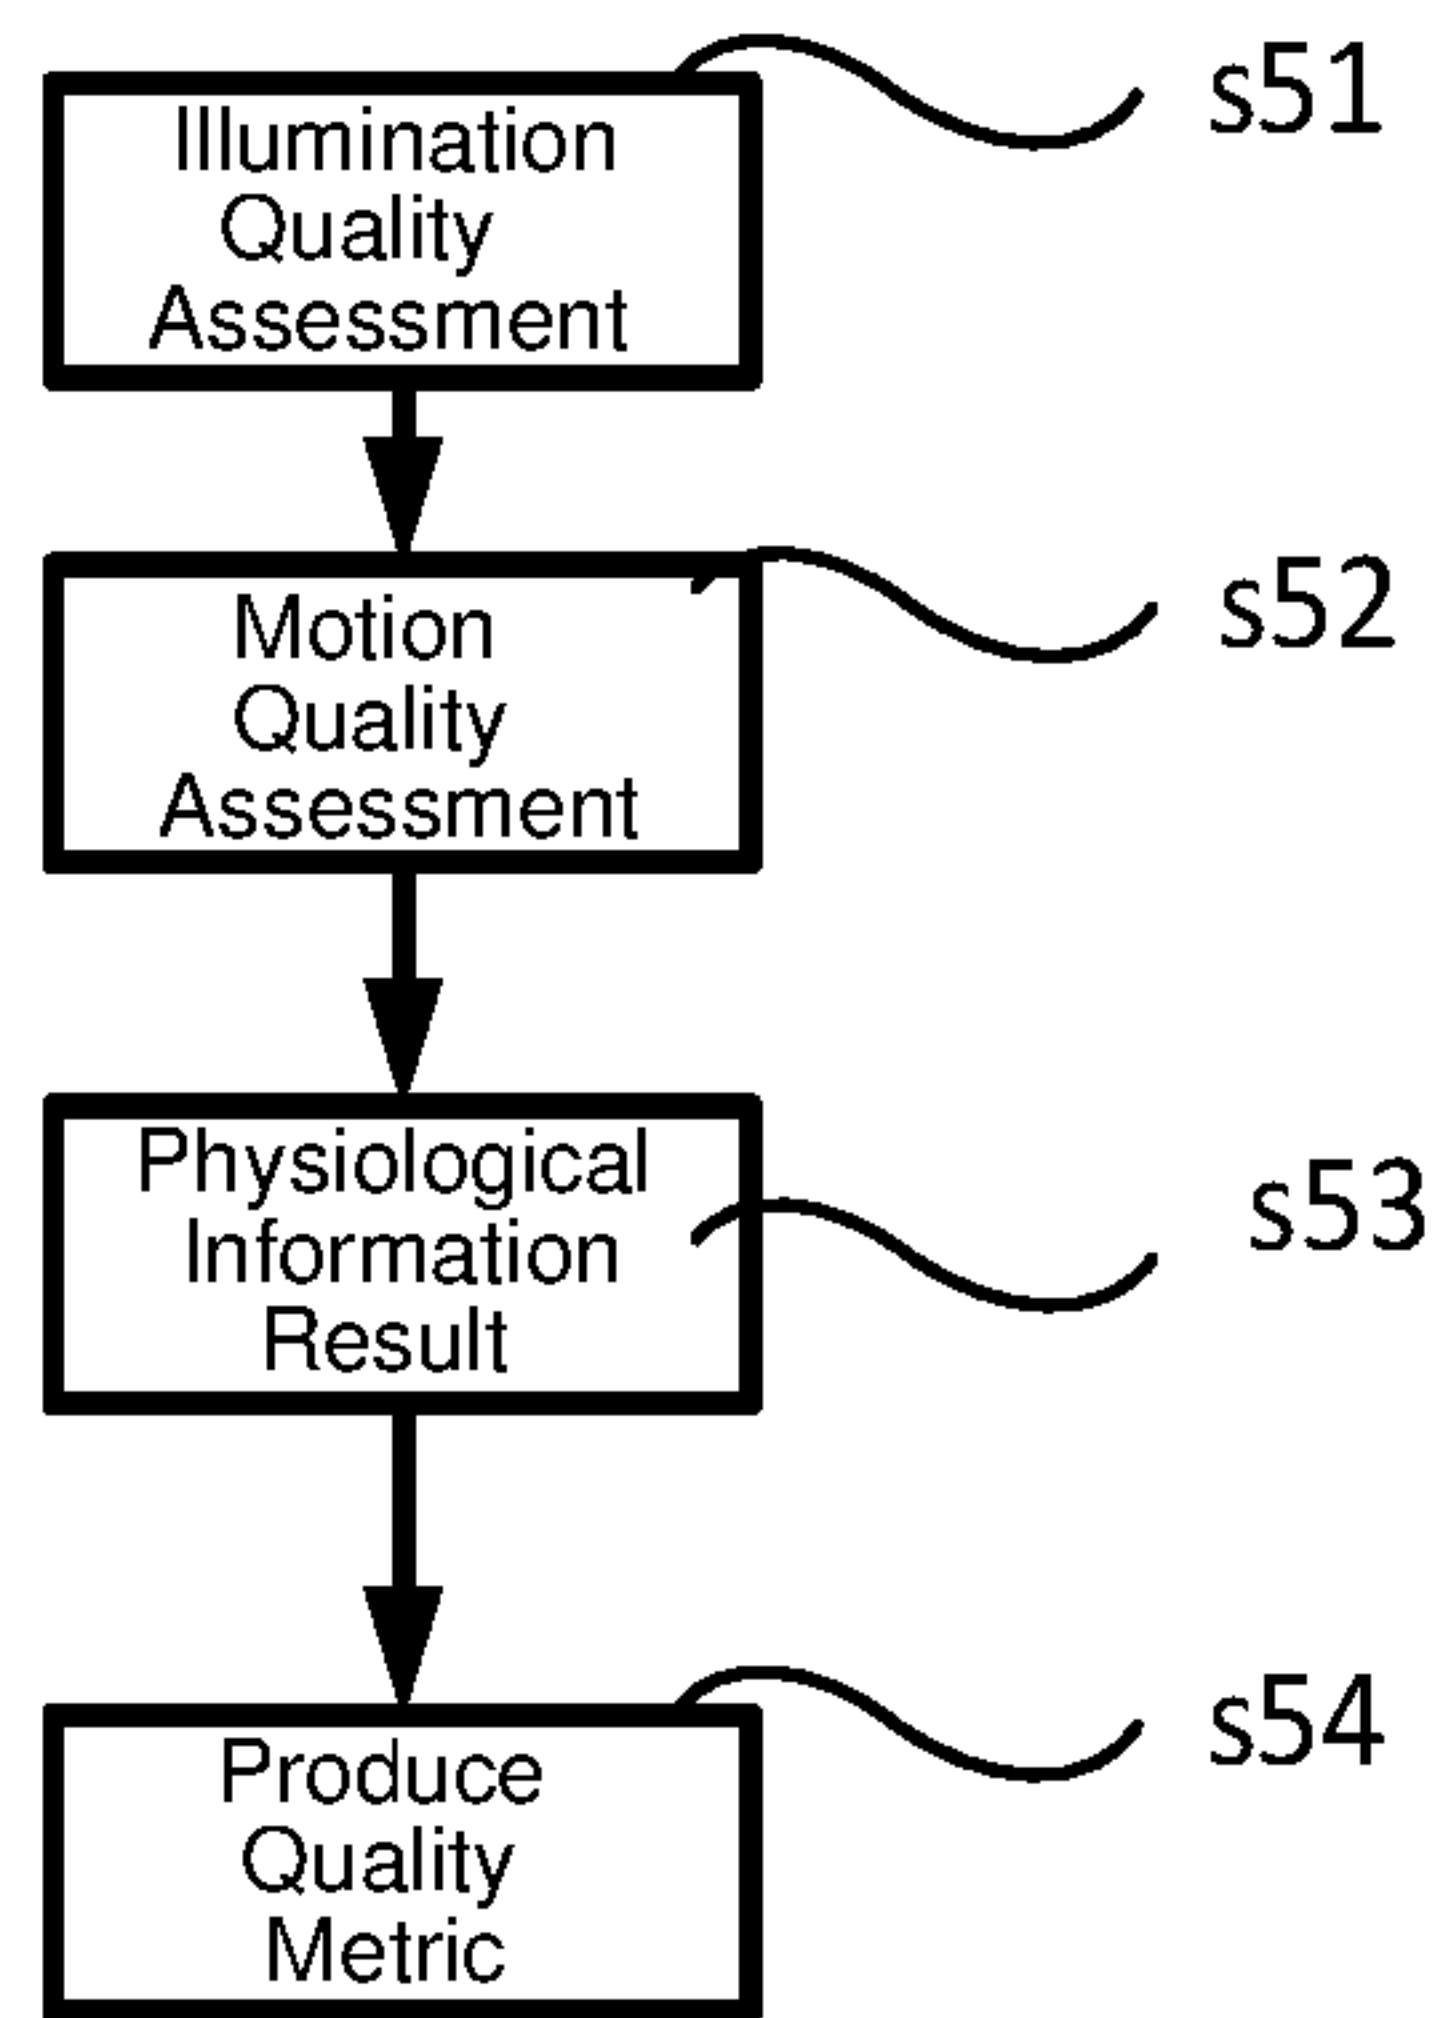 Illumination
Quality
Assessment
s51
Motion
Quality
Assessment
s52
Physiological
Information
Result
s53
Produce
Quality
Metric
s54